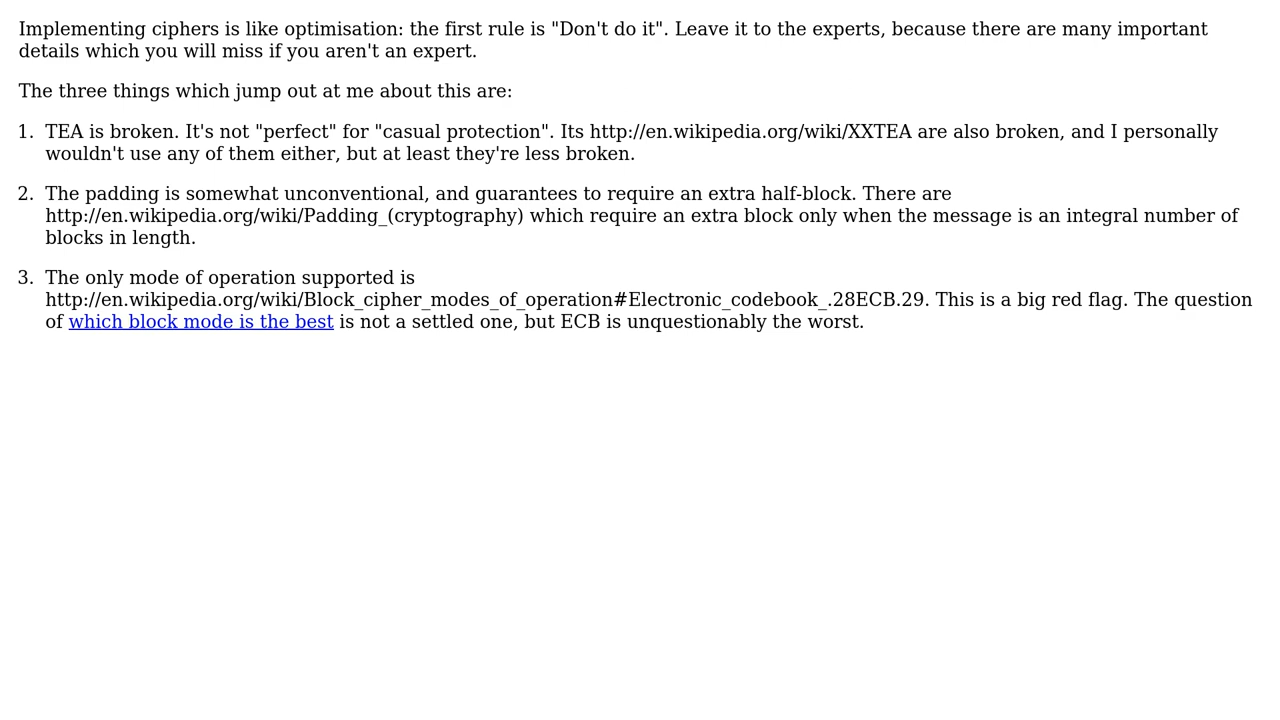 Implementing ciphers is like optimisation: the first rule is "Don't do it". Leave it to the experts, because there are many important
details which you will miss if you aren't an expert.
The three things which jump out at me about this are:
1. TEA is broken. It's not "perfect" for "casual protection". Its http://en.wikipedia.org/wiki/XXTEA are also broken, and I personally
wouldn't use any of them either, but at least they're less broken.
2. The padding is somewhat unconventional, and guarantees to require an extra half-block. There are
http://en.wikipedia.org/wiki/Padding_(cryptography) which require an extra block only when the message is an integral number of
blocks in length.
3. The only mode of operation supported is
http://en.wikipedia.org/wiki/Block_cipher_modes_of_operation#Electronic_codebook_.28ECB.29. This is a big red flag. The question
of which block mode is the best is not a settled one, but ECB is unquestionably the worst.